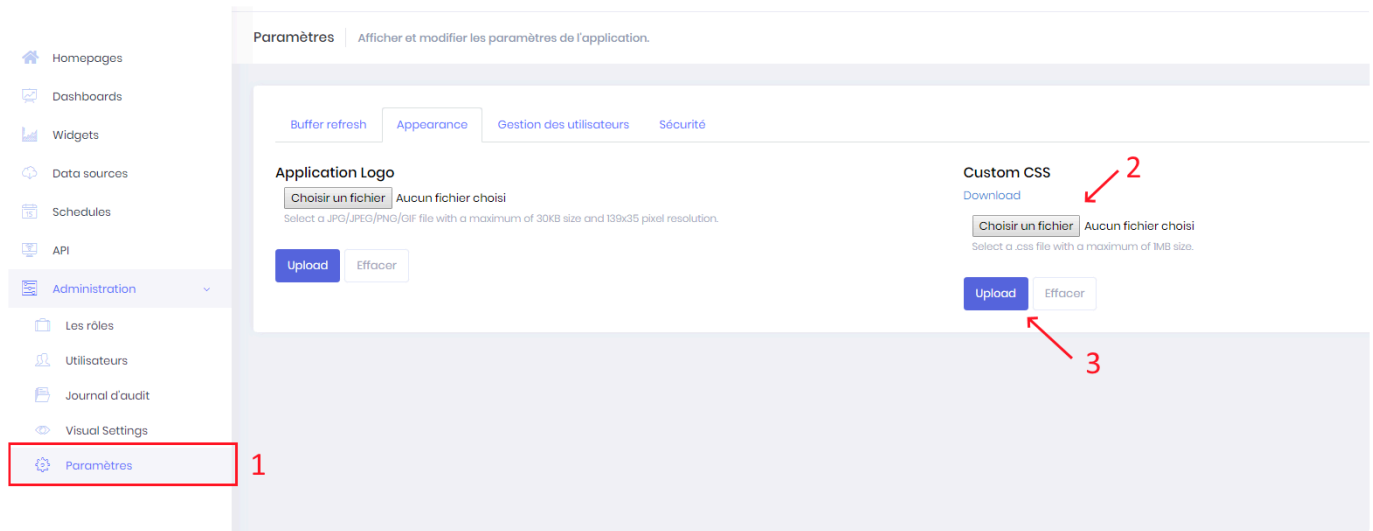 Paramètres Afficher et modifier les paramètres de l'application.
Homepages
Dashboards
Widgets
Data sources
Schedules
API
Administration
Les rôles
Utilisateurs
Journal d'audit
Visual Settings
Paramètres
1
Buffer refresh Appearance Gestion des utilisateurs Sécurité
Application Logo
Choisir un fichier Aucun fichier choisi
Select a JPG/JPEG/PNG/GIF file with a maximum of 30KB size and 139x35 pixel resolution.
Upload Effacer
Custom CSS
2
Download
Choisir un fichier Aucun fichier choisi
Select a .css file with a maximum of 1MB size.
Upload Effacer
3